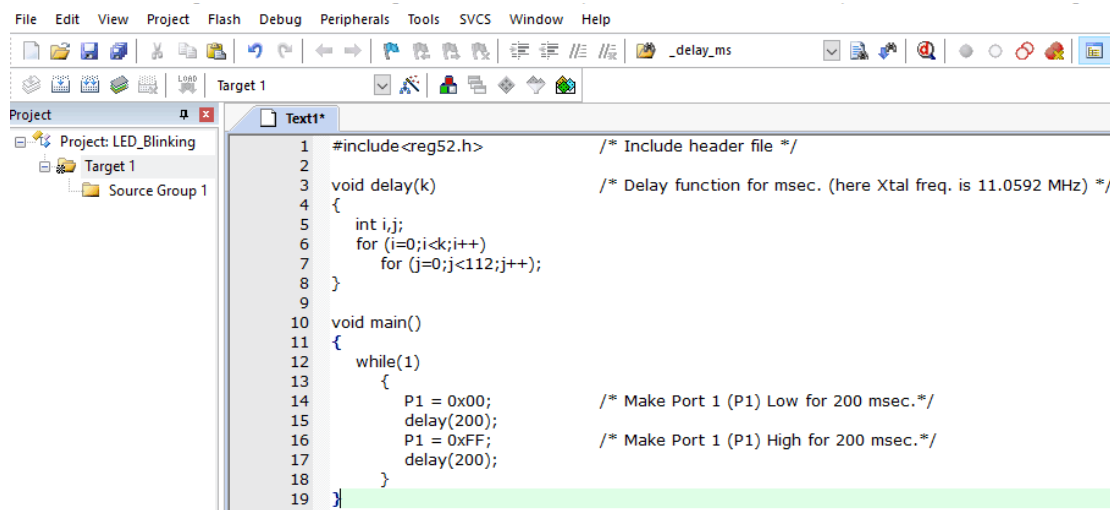 File Edit View Project Flash Debug Peripherals Tools SVCS Window Help
_delay_ms
LOAD Target 1
Project
Text1*
Project: LED_Blinking
Target 1
Source Group 1
1 #include<reg52.h> /* Include header file */
2
3 void delay(k) /* Delay function for msec. (here Xtal freq. is 11.0592 MHz) */
4 {
5 int i,j;
6 for (i=0;i<k;i++)
7 for (j=0;j<112;j++);
8 }
9
10 void main()
11 {
12 while(1)
13 {
14 P1 = 0x00; /* Make Port 1 (P1) Low for 200 msec.*/
15 delay(200);
16 P1 = 0xFF; /* Make Port 1 (P1) High for 200 msec.*/
17 delay(200);
18 }
19 }